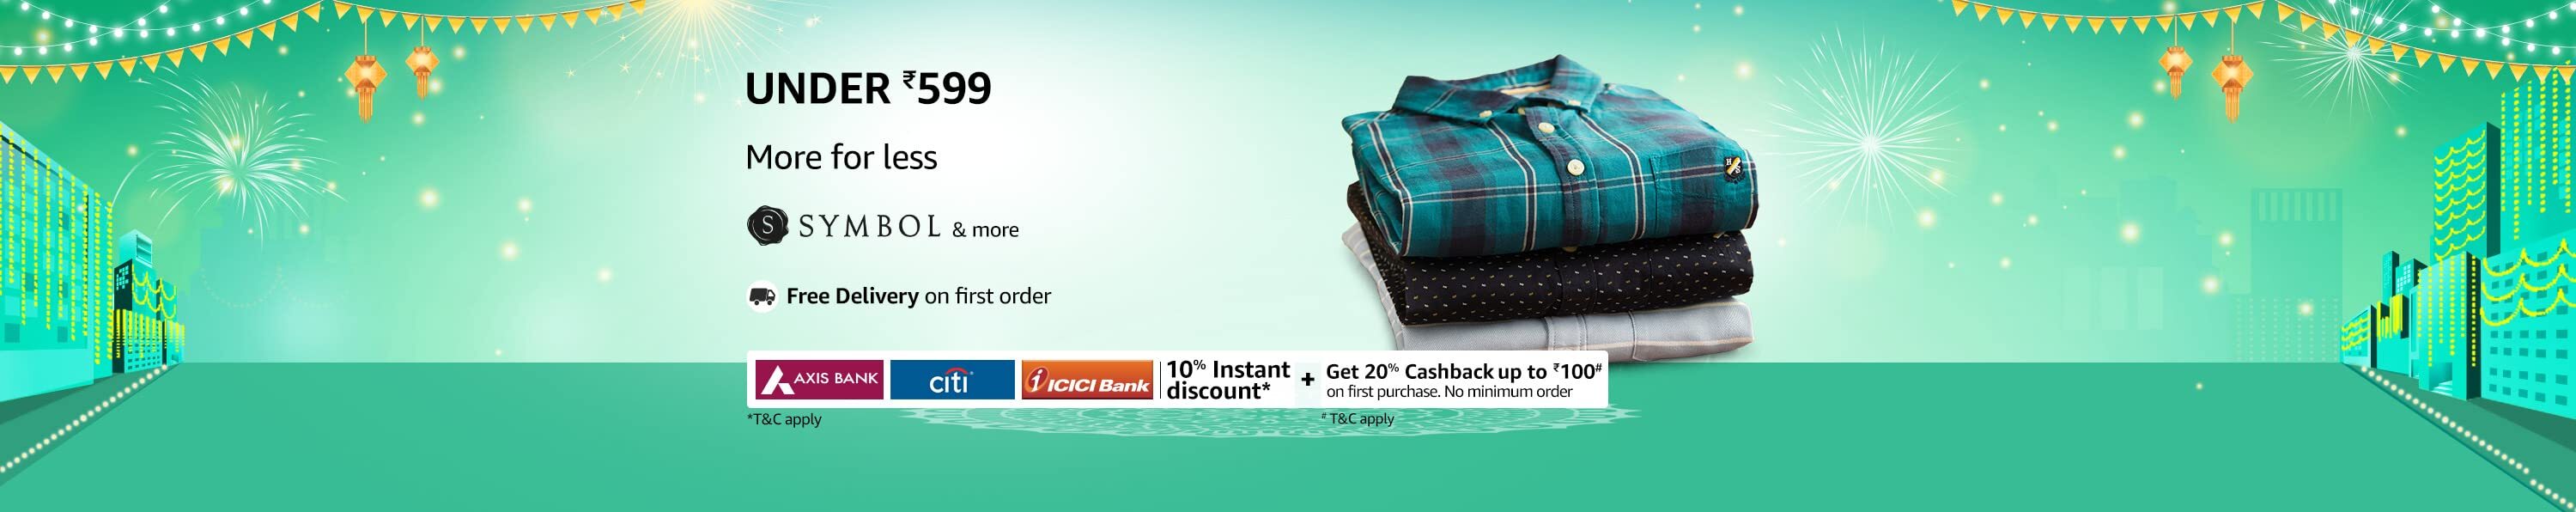 UNDER ₹599
More for less
S SYMBOL & more
Free Delivery on first order
AXIS BANK citi ICICI Bank 10% Instant discount* + Get 20% Cashback up to ₹100# on first purchase. No minimum order
*T&C apply # T&C apply
H S